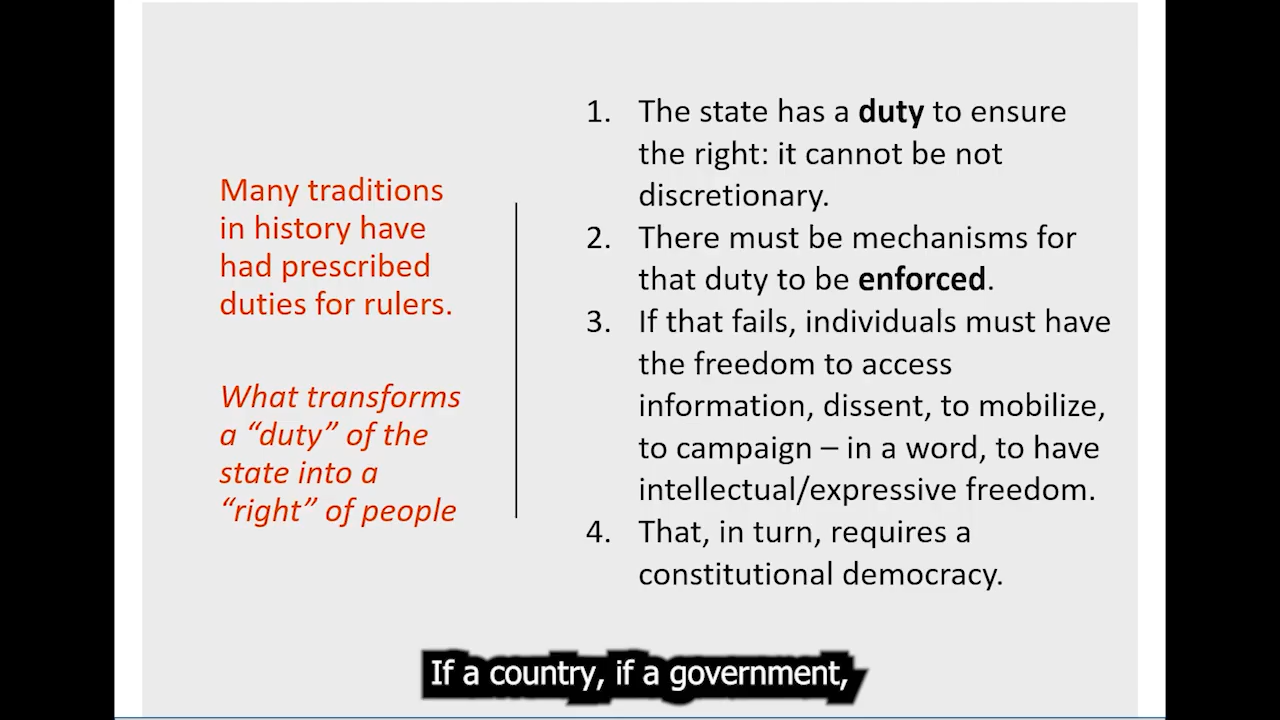 Many traditions
in history have
had prescribed
duties for rulers.
What transforms
a “duty” of the
state into a
“right” of people
1. The state has a duty to ensure
the right: it cannot be not
discretionary.
2. There must be mechanisms for
that duty to be enforced.
3. If that fails, individuals must have
the freedom to access
information, dissent, to mobilize,
to campaign – in a word, to have
intellectual/expressive freedom.
4. That, in turn, requires a
constitutional democracy.
If a country, if a government,